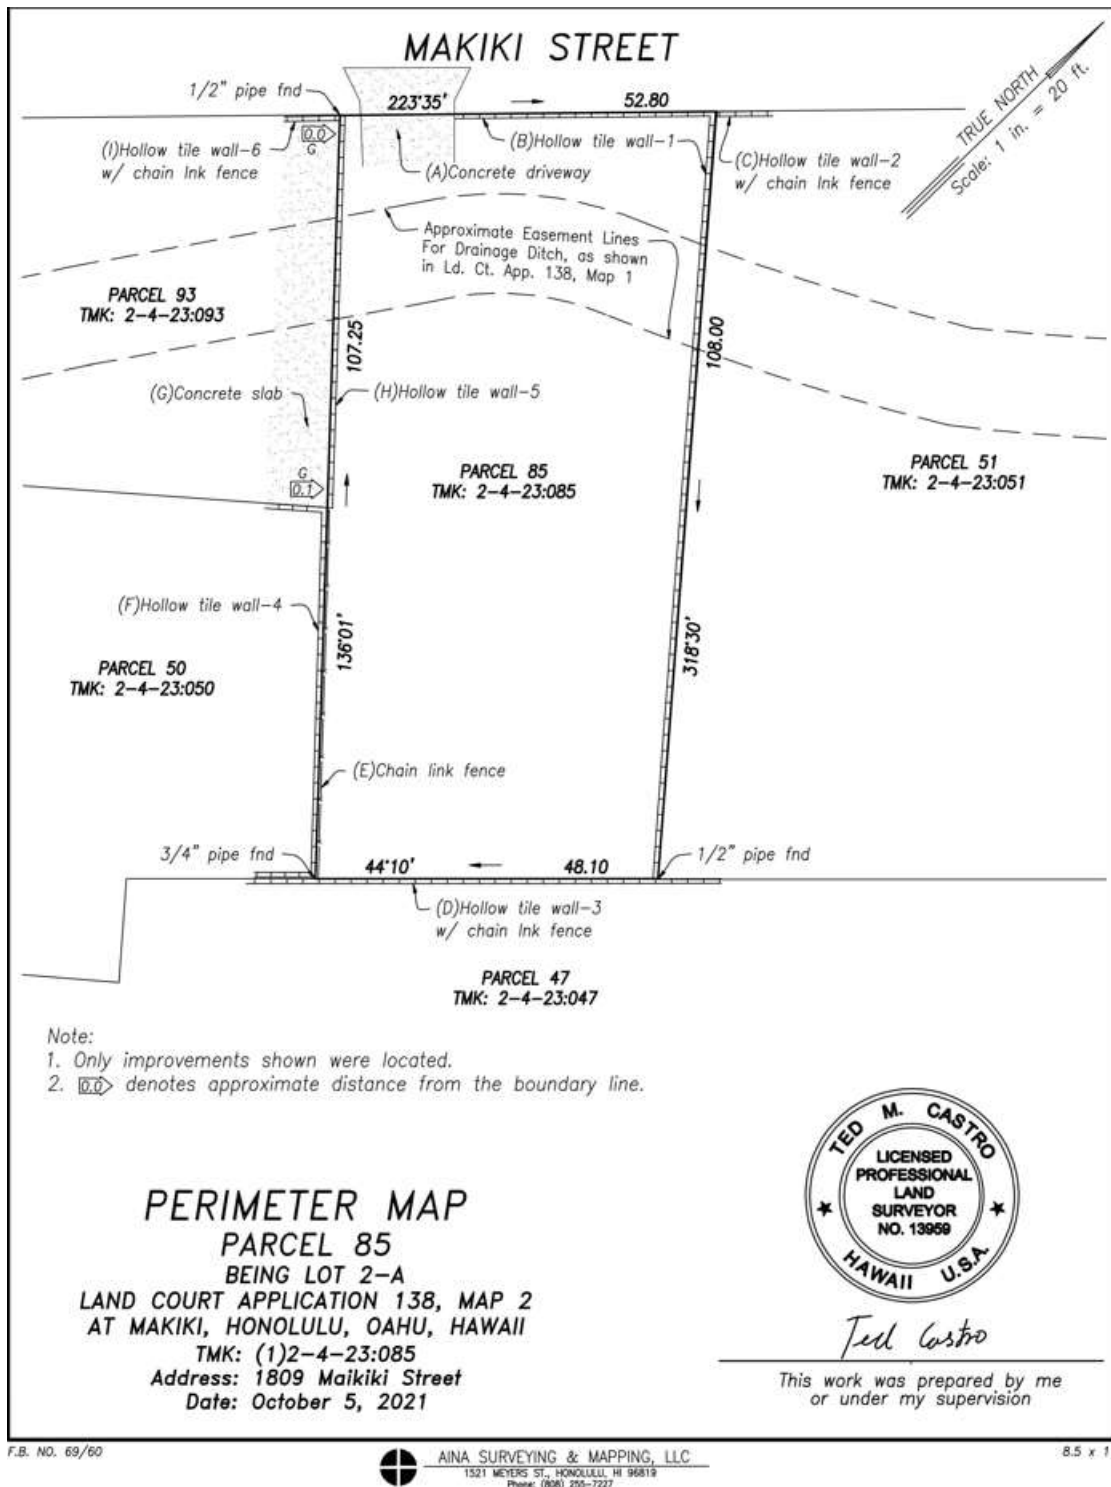 MAKIKI STREET
1/2" pipe fnd
223°35'
52.80
TRUE NORTH
Scale: 1 in. = 20 ft.
0.0
G
(I)Hollow tile wall-6
w/ chain lnk fence
(B)Hollow tile wall-1
(A)Concrete driveway
(C)Hollow tile wall-2
w/ chain lnk fence
Approximate Easement Lines
For Drainage Ditch, as shown
in Ld. Ct. App. 138, Map 1
PARCEL 93
TMK: 2-4-23:093
107.25
108.00
(G)Concrete slab
(H)Hollow tile wall-5
G
0.1
PARCEL 85
TMK: 2-4-23:085
PARCEL 51
TMK: 2-4-23:051
(F)Hollow tile wall-4
136°01'
318°30'
PARCEL 50
TMK: 2-4-23:050
(E)Chain link fence
3/4" pipe fnd
44°10'
48.10
1/2" pipe fnd
(D)Hollow tile wall-3
w/ chain lnk fence
PARCEL 47
TMK: 2-4-23:047
Note:
1. Only improvements shown were located.
2. 0.0 denotes approximate distance from the boundary line.
PERIMETER MAP
PARCEL 85
BEING LOT 2-A
LAND COURT APPLICATION 138, MAP 2
AT MAKIKI, HONOLULU, OAHU, HAWAII
TMK: (1)2-4-23:085
Address: 1809 Maikiki Street
Date: October 5, 2021
TED M. CASTRO
LICENSED
PROFESSIONAL
LAND
SURVEYOR
NO. 13959
HAWAII U.S.A.
Ted Castro
This work was prepared by me
or under my supervision
F.B. NO. 69/60
AINA SURVEYING & MAPPING, LLC
1521 MEYERS ST., HONOLULU, HI 96819
Phone: (808) 255-7227
8.5 x 1